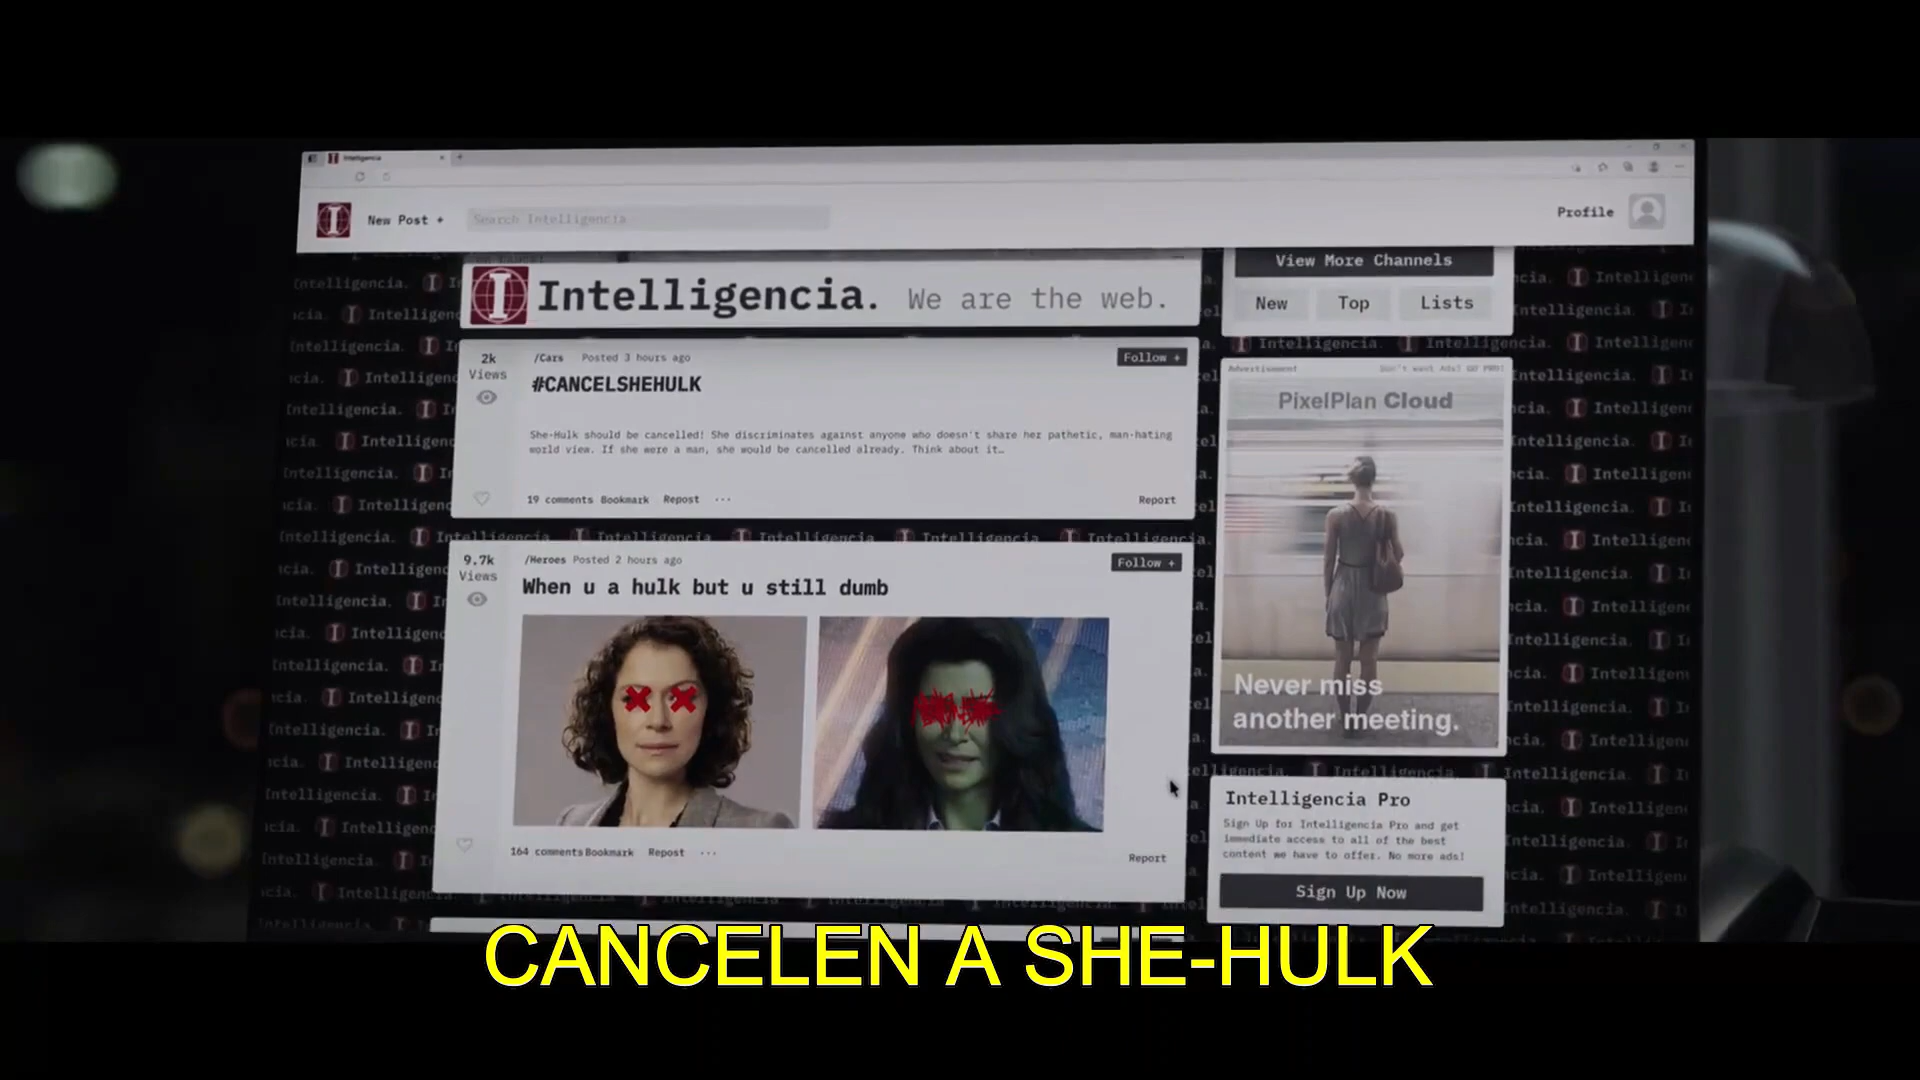 Intelligencia
New Post +
Search Intelligencia
Profile
Intelligencia. We are the web.
View More Channels
New
Top
Lists
2k
Views
/Cars Posted 3 hours ago
Follow +
#CANCELSHEHULK
She-Hulk should be cancelled! She discriminates against anyone who doesn't share her pathetic, man-hating
world view. If she were a man, she would be cancelled already. Think about it…
19 comments Bookmark Repost ...
Report
Advertisement
Don't want Ads? GO PRO!
PixelPlan Cloud
Never miss
another meeting.
9.7k
Views
/Heroes Posted 2 hours ago
Follow +
When u a hulk but u still dumb
164 comments Bookmark Repost ...
Report
Intelligencia Pro
Sign Up for Intelligencia Pro and get
immediate access to all of the best
content we have to offer. No more ads!
Sign Up Now
CANCELEN A SHE-HULK